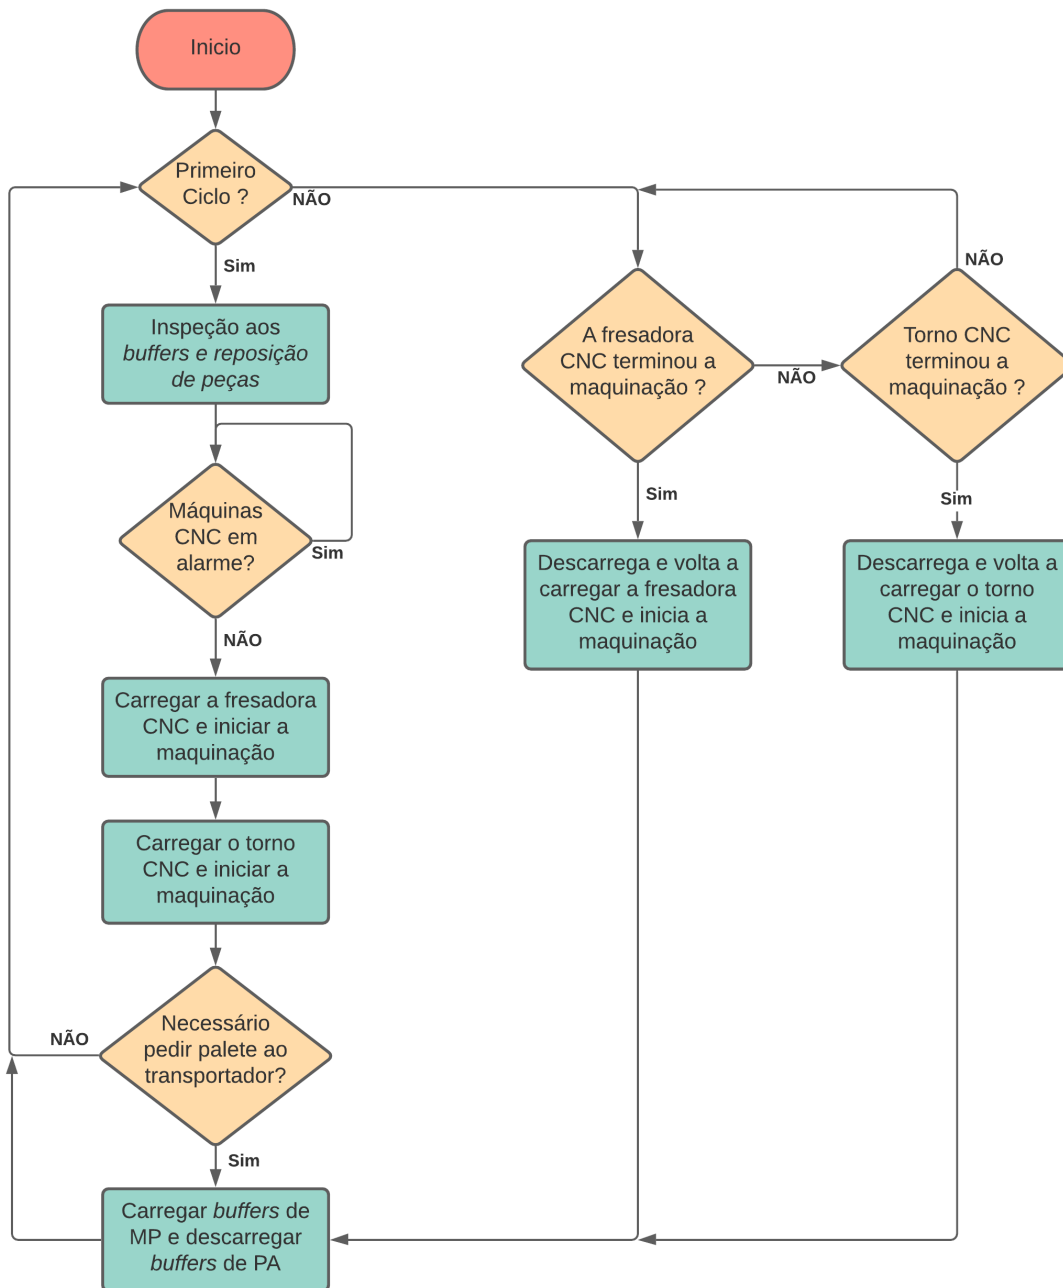 Inicio
Primeiro
Ciclo ?
NÃO
Sim
Inspeção aos
buffers e reposição
de peças
Máquinas
CNC em
alarme?
Sim
NÃO
Carregar a fresadora
CNC e iniciar a
maquinação
Carregar o torno
CNC e iniciar a
maquinação
Necessário
pedir palete ao
transportador?
NÃO
Sim
Carregar buffers de
MP e descarregar
buffers de PA
A fresadora
CNC terminou a
maquinação ?
NÃO
Sim
Descarrega e volta a
carregar a fresadora
CNC e inicia a
maquinação
Torno CNC
terminou a
maquinação ?
NÃO
Sim
Descarrega e volta a
carregar o torno
CNC e inicia a
maquinação